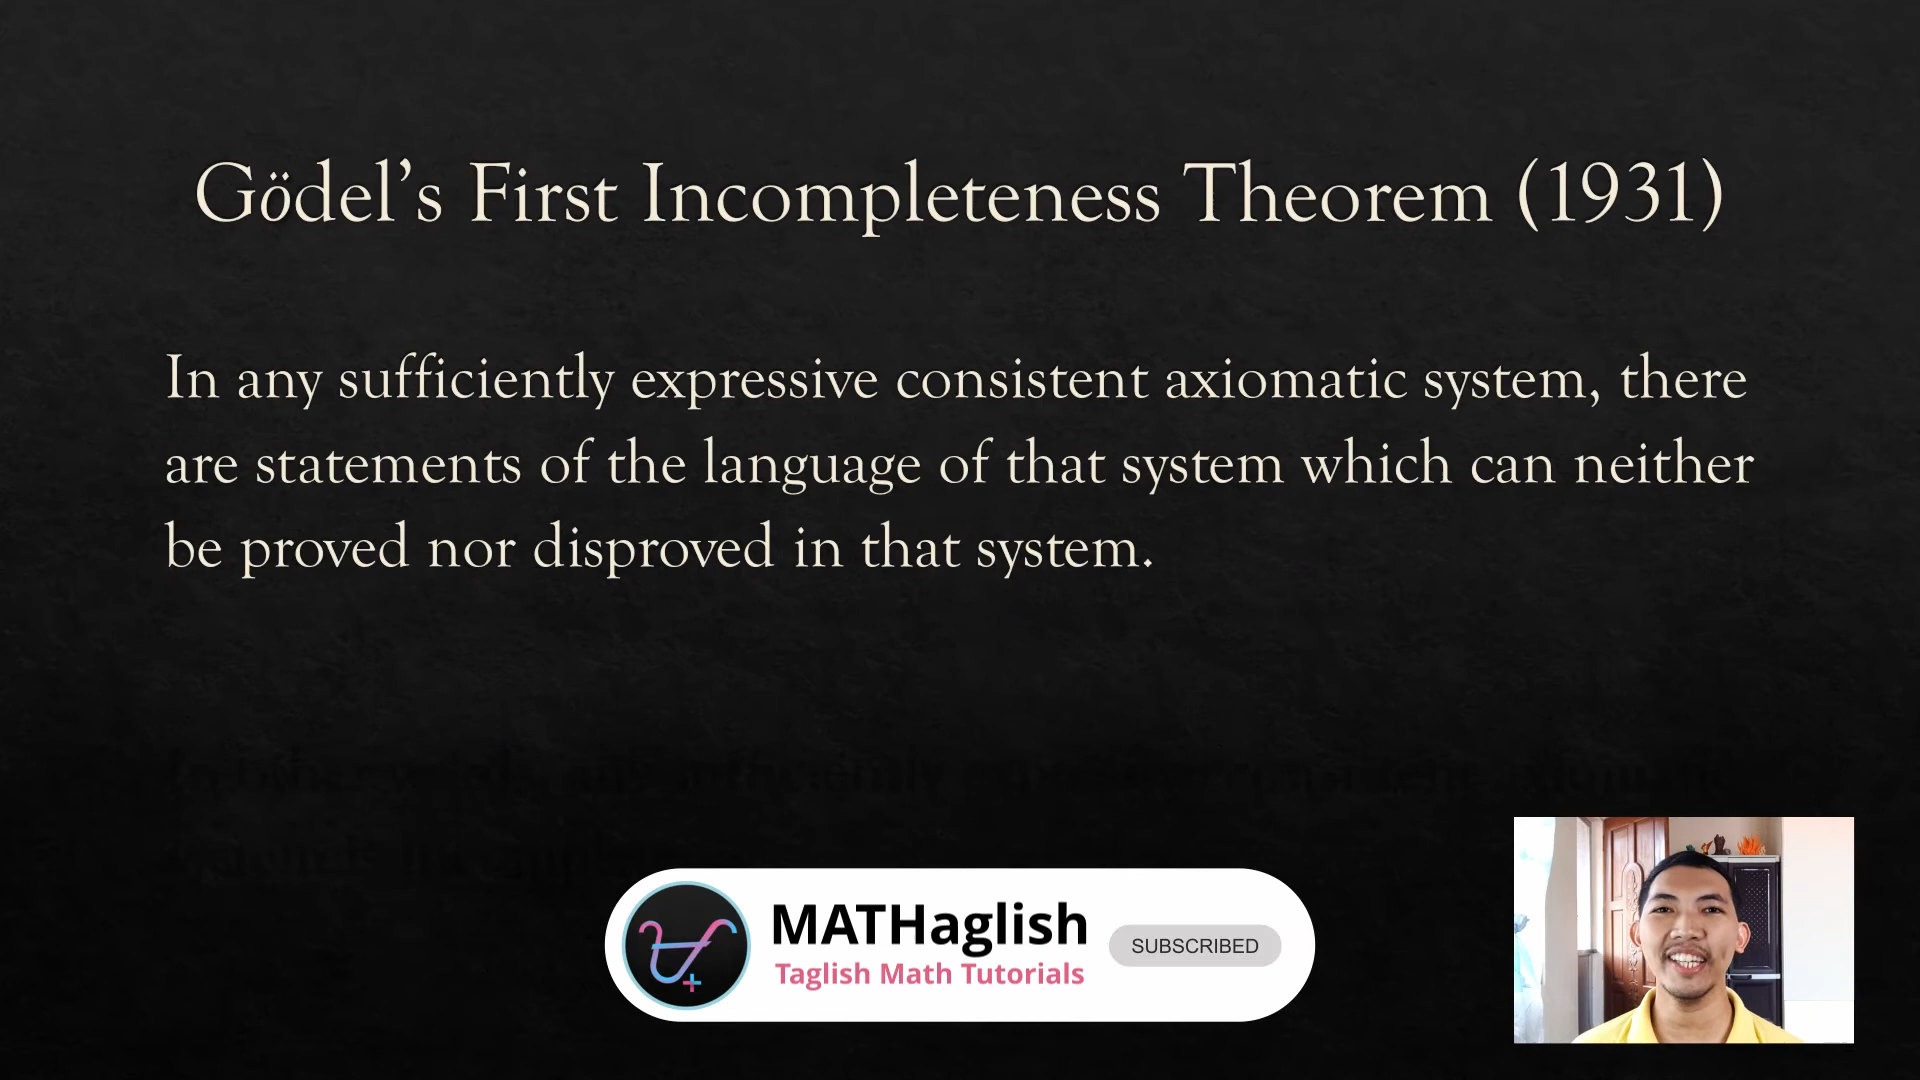 Gödel’s First Incompleteness Theorem (1931)
In any sufficiently expressive consistent axiomatic system, there
are statements of the language of that system which can neither
be proved nor disproved in that system.
MATHaglish
Taglish Math Tutorials
SUBSCRIBED